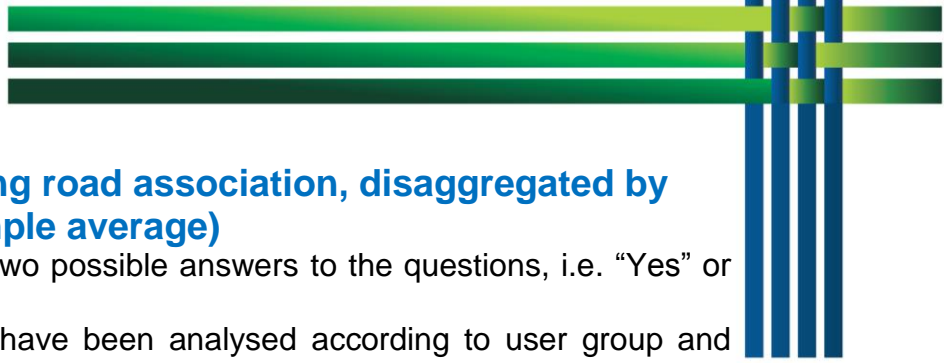 ng road association, disaggregated by
ple average)
wo possible answers to the questions, i.e. “Yes” or
have been analysed according to user group and